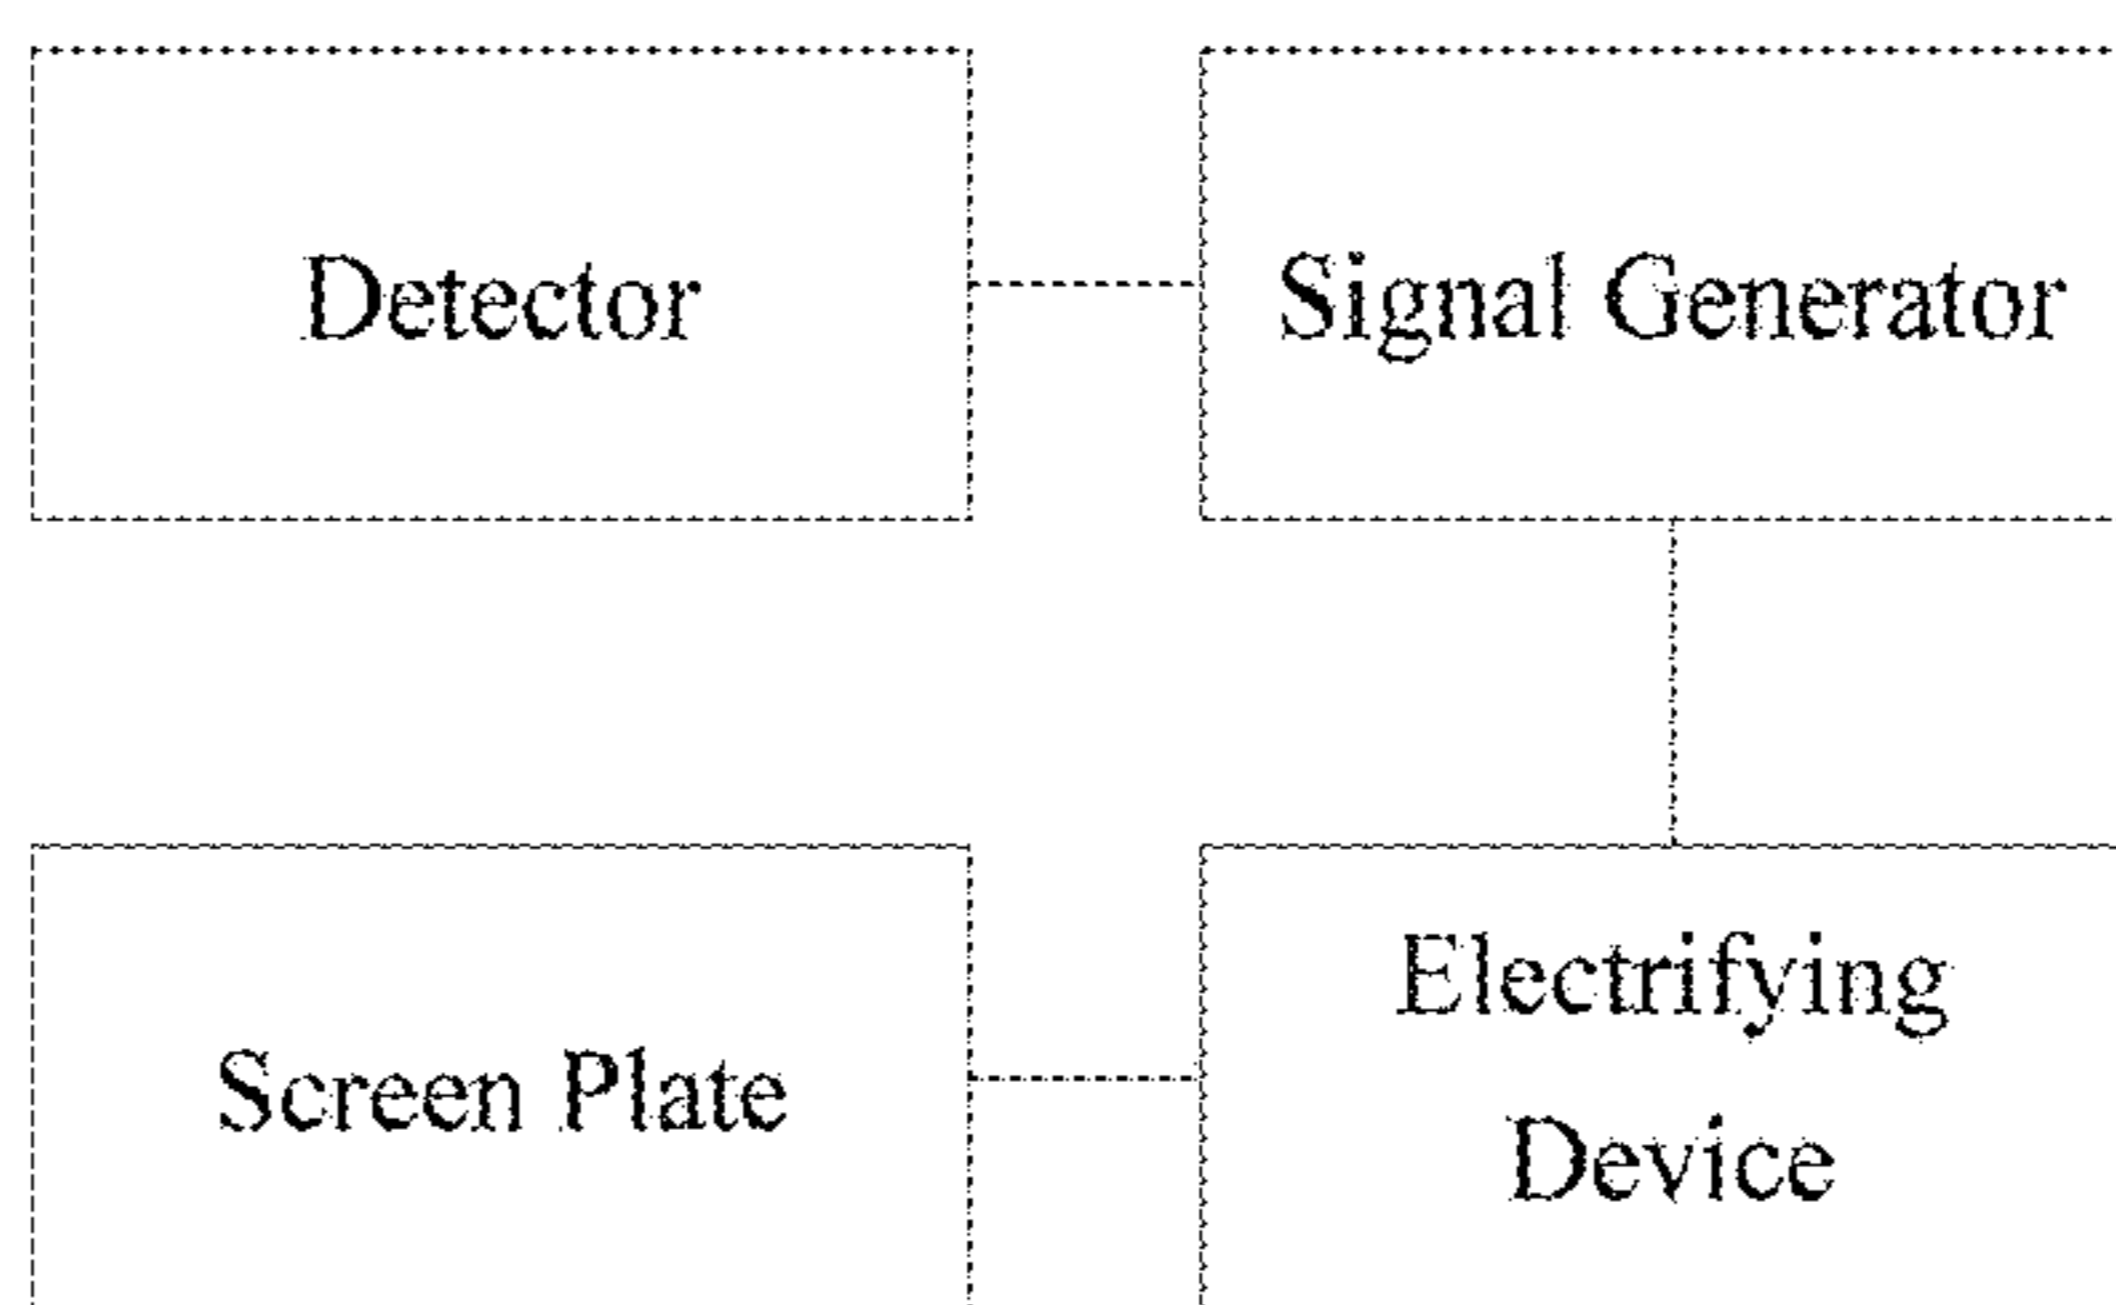 Detector
Signal Generator
Screen Plate
Electrifying
Device